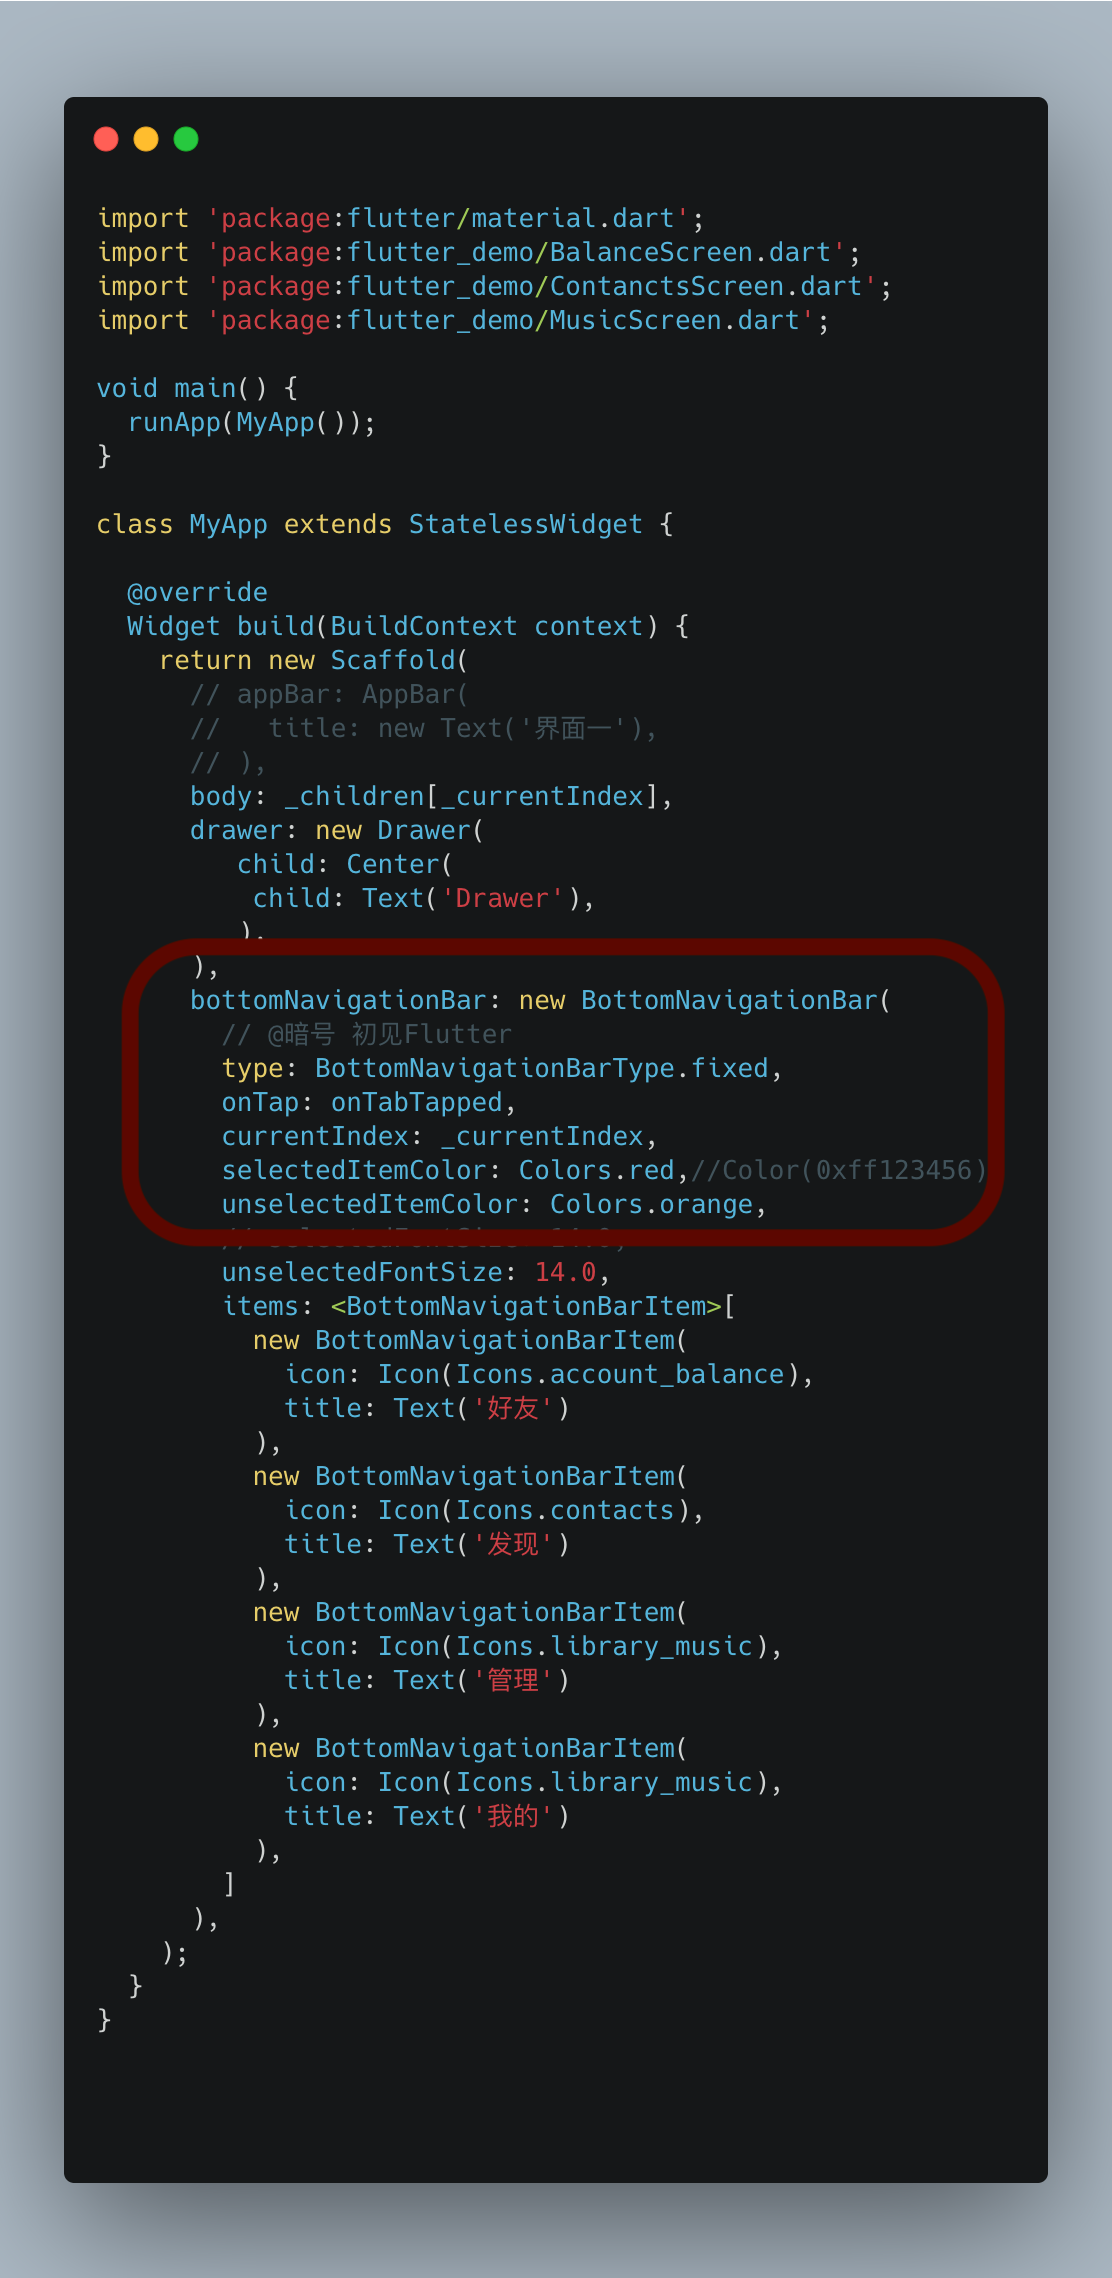 import 'package:flutter/material.dart';
import 'package:flutter_demo/BalanceScreen.dart';
import 'package:flutter_demo/ContanctsScreen.dart';
import 'package:flutter_demo/MusicScreen.dart';
void main() {
runApp(MyApp());
}
class MyApp extends StatelessWidget {
@override
Widget build(BuildContext context) {
return new Scaffold(
// appBar: AppBar(
//   title: new Text('界面一'),
// ),
body: _children[_currentIndex],
drawer: new Drawer(
child: Center(
child: Text('Drawer'),
),
),
bottomNavigationBar: new BottomNavigationBar(
// @暗号 初见Flutter
type: BottomNavigationBarType.fixed,
onTap: onTabTapped,
currentIndex: _currentIndex,
selectedItemColor: Colors.red,//Color(0xff123456)
unselectedItemColor: Colors.orange,
// selectedFontSize: 14.0,
unselectedFontSize: 14.0,
items: <BottomNavigationBarItem>[
new BottomNavigationBarItem(
icon: Icon(Icons.account_balance),
title: Text('好友')
),
new BottomNavigationBarItem(
icon: Icon(Icons.contacts),
title: Text('发现')
),
new BottomNavigationBarItem(
icon: Icon(Icons.library_music),
title: Text('管理')
),
new BottomNavigationBarItem(
icon: Icon(Icons.library_music),
title: Text('我的')
),
]
),
);
}
}